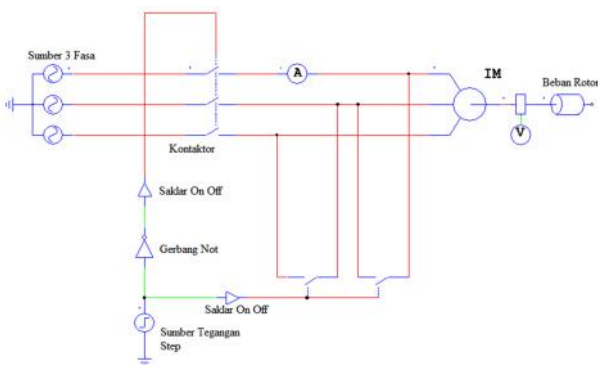 Sumber 3 Fasa
A
IM
Beban Rotor
V
Kontaktor
Saklar On Off
Gerbang Not
Saklar On Off
Sumber Tegangan
Step